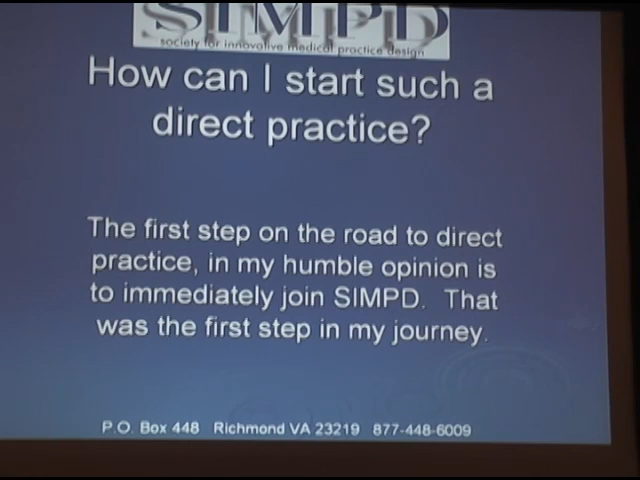 SIMPD
society for innovative medical practice design
How can I start such a
direct practice?
The first step on the road to direct
practice, in my humble opinion is
to immediately join SIMPD. That
was the first step in my journey.
P.O. Box 448 Richmond VA 23219 877-448-6009